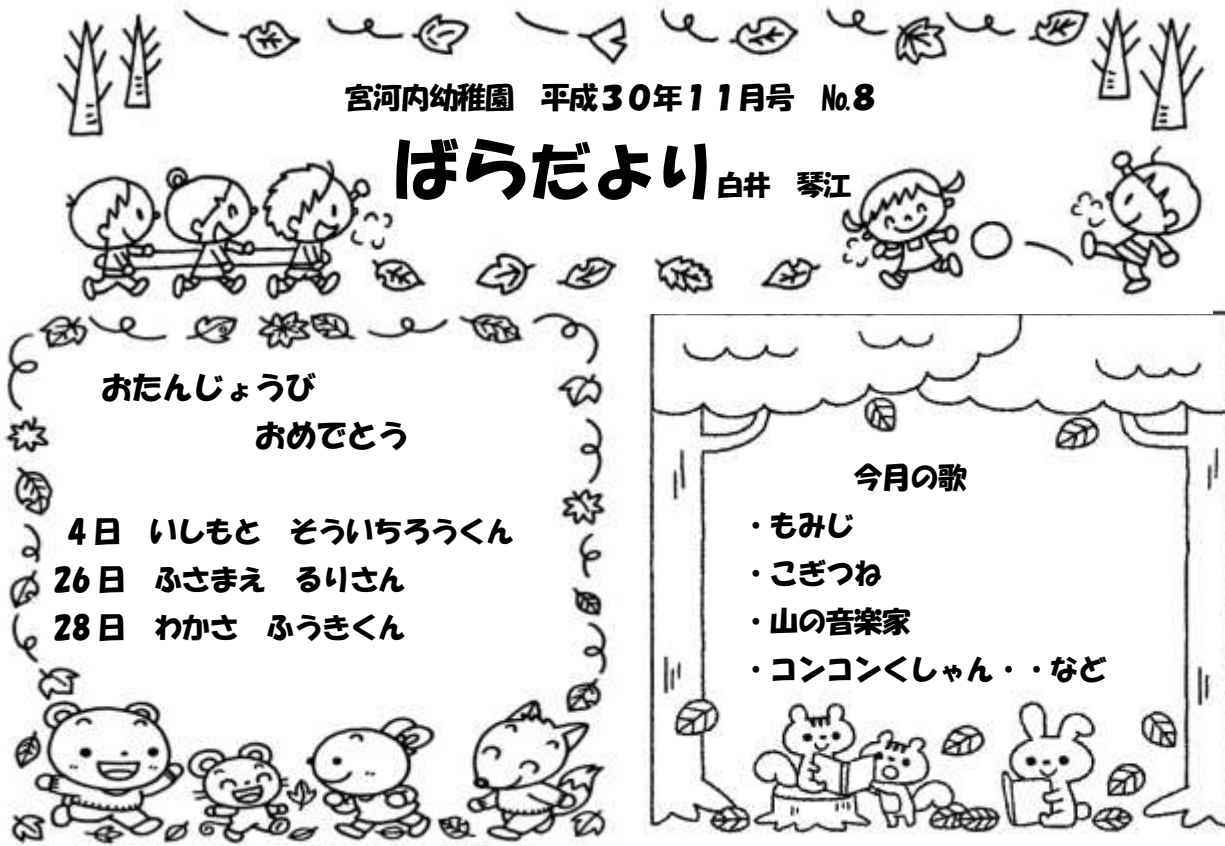 宮河内幼稚園　平成３０年１１月号　№8
ばらだより白井　琴江
おたんじょうび
おめでとう
4日　いしもと　そういちろうくん
26日　ふさまえ　るりさん
28日　わかさ　ふうきくん
今月の歌
・もみじ
・こぎつね
・山の音楽家
・コンコンくしゃん・・など